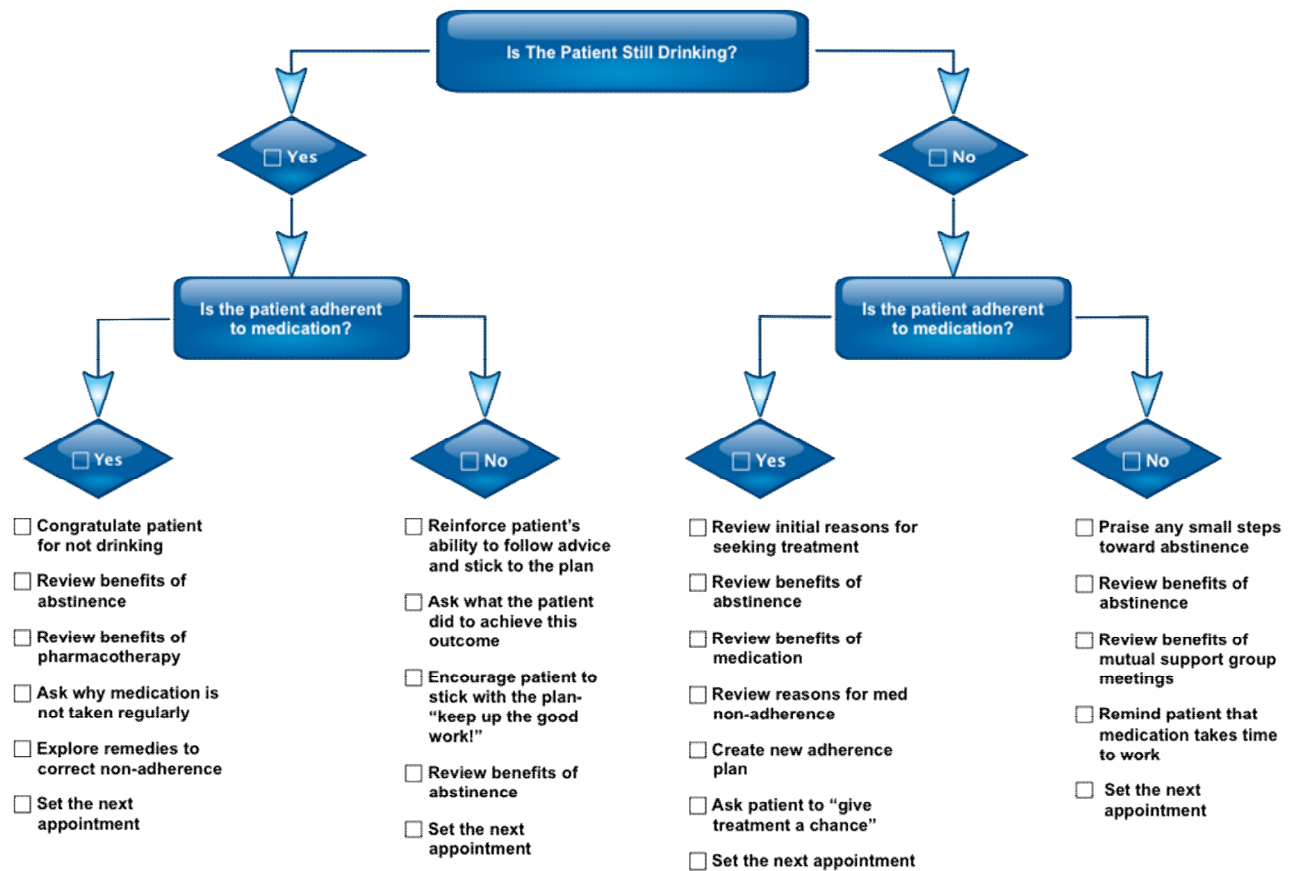 Is The Patient Still Drinking?
Yes
No
Is the patient adherent
to medication?
Is the patient adherent
to medication?
Yes
No
Yes
No
Congratulate patient
for not drinking
Review benefits of
abstinence
Review benefits of
pharmacotherapy
Ask why medication is
not taken regularly
Explore remedies to
correct non-adherence
Set the next
appointment
Reinforce patient's
ability to follow advice
and stick to the plan
Ask what the patient
did to achieve this
outcome
Encourage patient to
stick with the plan-
“keep up the good
work!”
Review benefits of
abstinence
Set the next
appointment
Review initial reasons for
seeking treatment
Review benefits of
abstinence
Review benefits of
medication
Review reasons for med
non-adherence
Create new adherence
plan
Ask patient to “give
treatment a chance”
Set the next appointment
Praise any small steps
toward abstinence
Review benefits of
abstinence
Review benefits of
mutual support group
meetings
Remind patient that
medication takes time
to work
Set the next
appointment